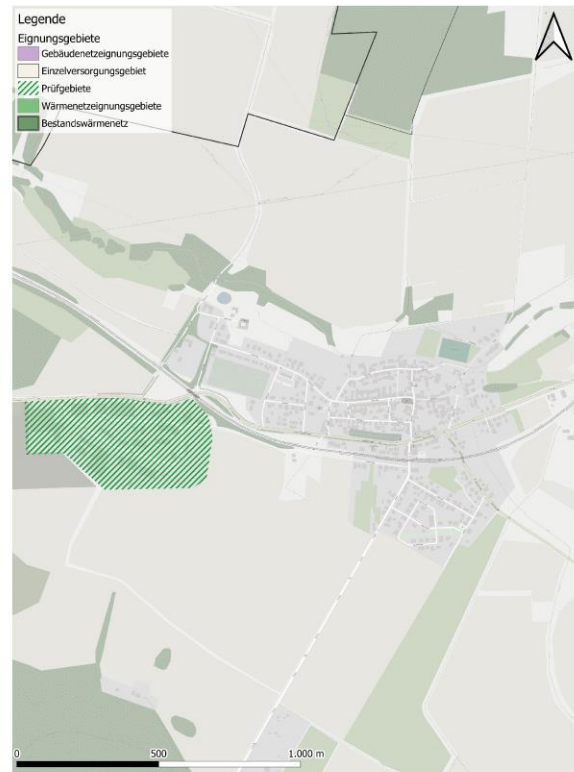 Legende
Eignungsgebiete
Gebäudenetzeignungsgebiete
Einzelversorgungsgebiet
Prüfgebiete
Wärmenetzeignungsgebiete
Bestandswärmenetz
0 500 1.000 m